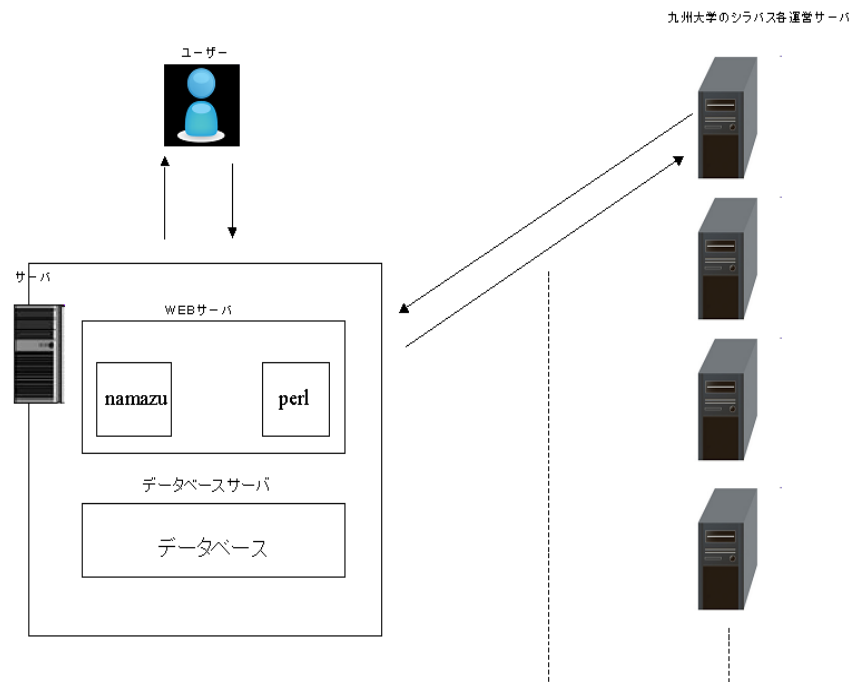 九州大学のシラバス各運営サーバ
ユーザー
サーバ
WEBサーバ
namazu
perl
データベースサーバ
データベース